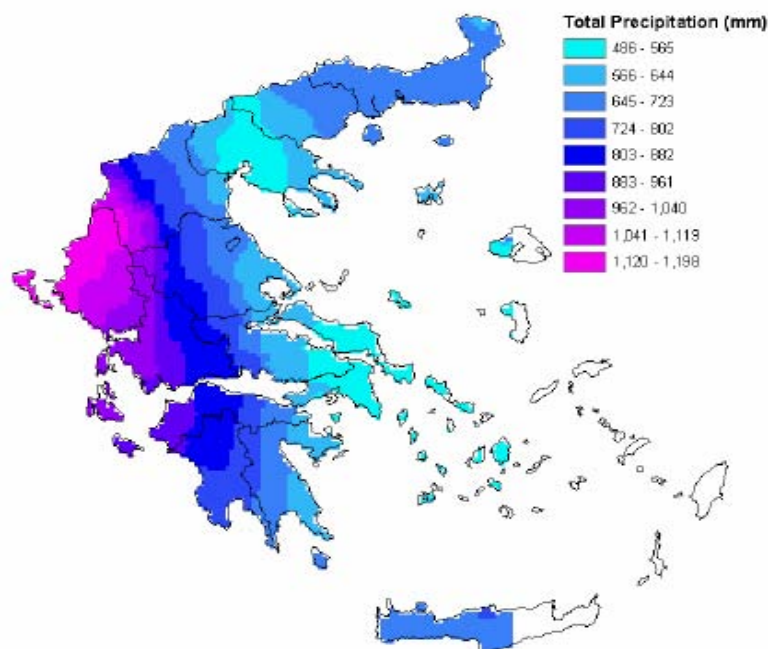 Total Precipitation (mm)
486 - 565
566 - 644
645 - 723
724 - 802
803 - 882
883 - 961
962 - 1,040
1,041 - 1,119
1,120 - 1,198